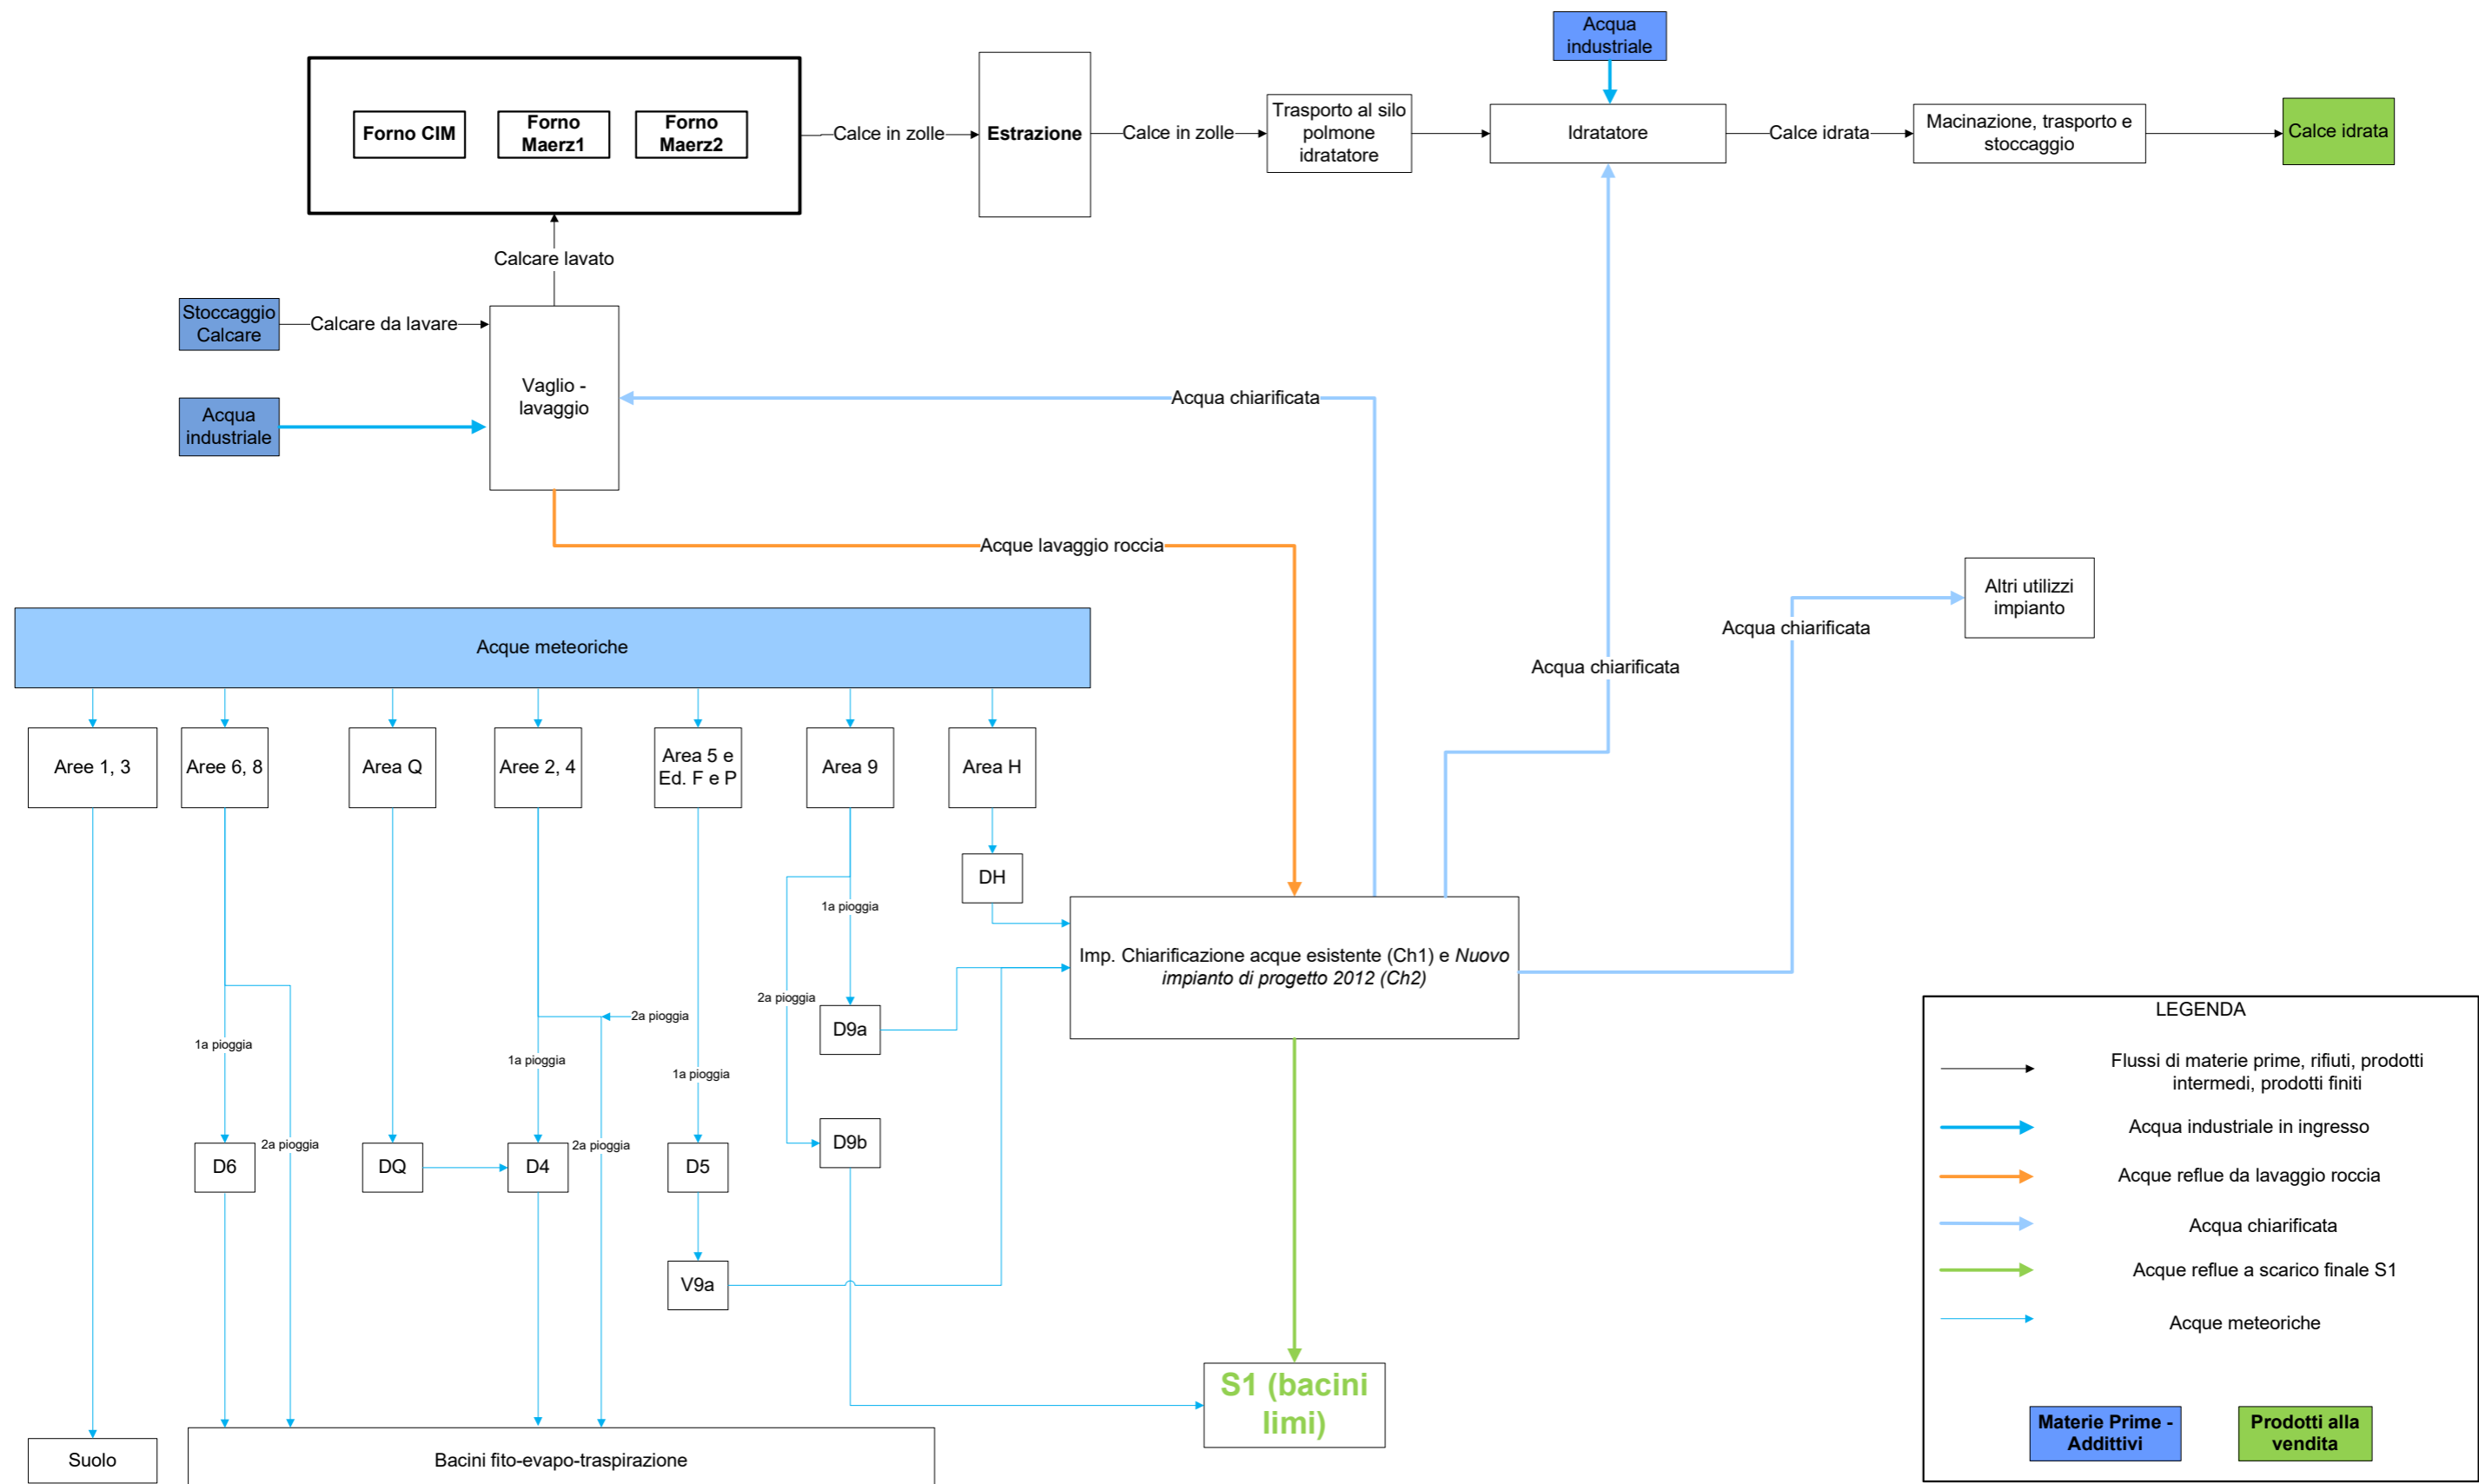 Acqua
industriale
Forno CIM
Forno
Maerz1
Forno
Maerz2
Calce in zolle
Estrazione
Calce in zolle
Trasporto al silo
polmone
idratatore
Idratatore
Calce idrata
Macinazione, trasporto e
stoccaggio
Calce idrata
Calcare lavato
Stoccaggio
Calcare
Calcare da lavare
Vaglio -
lavaggio
Acqua
industriale
Acqua chiarificata
Acque lavaggio roccia
Altri utilizzi
impianto
Acqua chiarificata
Acqua chiarificata
Acque meteoriche
Aree 1, 3
Aree 6, 8
Area Q
Aree 2, 4
Area 5 e
Ed. F e P
Area 9
Area H
DH
1a pioggia
Imp. Chiarificazione acque esistente (Ch1) e Nuovo
impianto di progetto 2012 (Ch2)
2a pioggia
D9a
2a pioggia
1a pioggia
1a pioggia
1a pioggia
D9b
2a pioggia
2a pioggia
D6
DQ
D4
D5
V9a
S1 (bacini
limi)
Suolo
Bacini fito-evapo-traspirazione
LEGENDA
Flussi di materie prime, rifiuti, prodotti
intermedi, prodotti finiti
Acqua industriale in ingresso
Acque reflue da lavaggio roccia
Acqua chiarificata
Acque reflue a scarico finale S1
Acque meteoriche
Materie Prime -
Addittivi
Prodotti alla
vendita